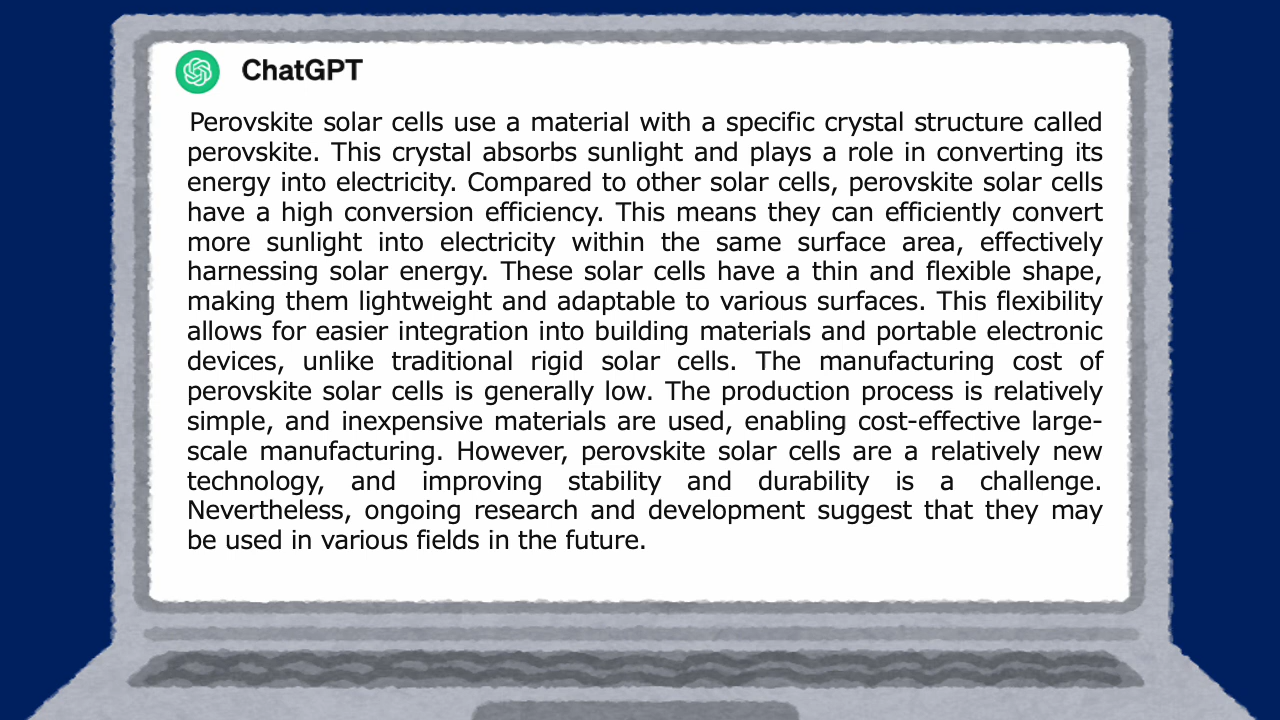 ChatGPT
Perovskite solar cells use a material with a specific crystal structure called
perovskite. This crystal absorbs sunlight and plays a role in converting its
energy into electricity. Compared to other solar cells, perovskite solar cells
have a high conversion efficiency. This means they can efficiently convert
more sunlight into electricity within the same surface area, effectively
harnessing solar energy. These solar cells have a thin and flexible shape,
making them lightweight and adaptable to various surfaces. This flexibility
allows for easier integration into building materials and portable electronic
devices, unlike traditional rigid solar cells. The manufacturing cost of
perovskite solar cells is generally low. The production process is relatively
simple, and inexpensive materials are used, enabling cost-effective large-
scale manufacturing. However, perovskite solar cells are a relatively new
technology, and improving stability and durability is a challenge.
Nevertheless, ongoing research and development suggest that they may
be used in various fields in the future.